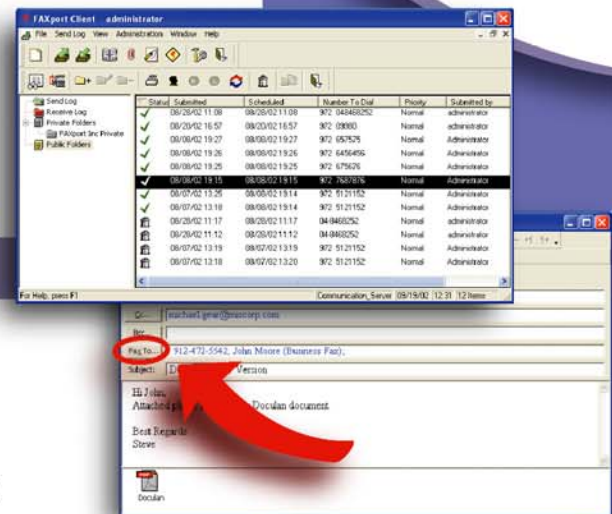 FAXport Client administrator
File Send Log View Administration Window Help
Send Log
Receive Log
Private Folders
FAXport Inc Private
Public Folders
Status Submitted Scheduled Number To Dial Priority Submitted by
08/28/02 11:08 08/28/02 11:08 972 048468252 Normal administrator
08/20/02 16:57 08/20/02 16:57 972 09080 Normal administrator
08/08/02 19:27 08/08/02 19:27 972 657575 Normal Administrator
08/08/02 19:26 08/08/02 19:26 972 6456456 Normal Administrator
08/08/02 19:25 08/08/02 19:25 972 675676 Normal Administrator
08/08/02 19:15 08/08/02 19:15 972 7687876 Normal Administrator
08/07/02 13:25 08/07/02 19:14 972 5121152 Normal Administrator
08/07/02 13:18 08/08/02 19:14 972 5121152 Normal Administrator
08/28/02 11:17 08/28/02 11:17 04-8468252 Normal administrator
08/28/02 11:12 08/28/02 11:12 04-8468252 Normal administrator
08/07/02 13:19 08/07/02 13:19 972 5121152 Normal Administrator
08/07/02 13:18 08/07/02 13:20 972 5121152 Normal Administrator
For Help, press F1 Communication_Server 09/19/02 12:31 12 Items
Cc...
Bcc...
Fax To... 912-472-5542, John Moore (Business Fax);
Subject: Version
Hi John,
Attached Doculan document
Best Regards
Steve
Doculan